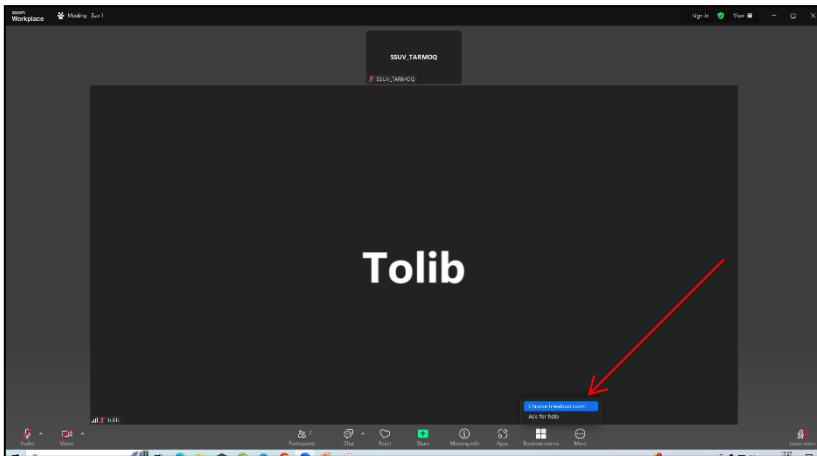 zoom
Workplace
Meeting
Sign in
View
SSUV_TARMOQ
SSUV_TARMOQ
Tolib
Tolib
Choose breakout room
Ask for help
Audio
Video
Participants
Chat
React
Share
Meeting info
Apps
Breakout rooms
More
Leave room